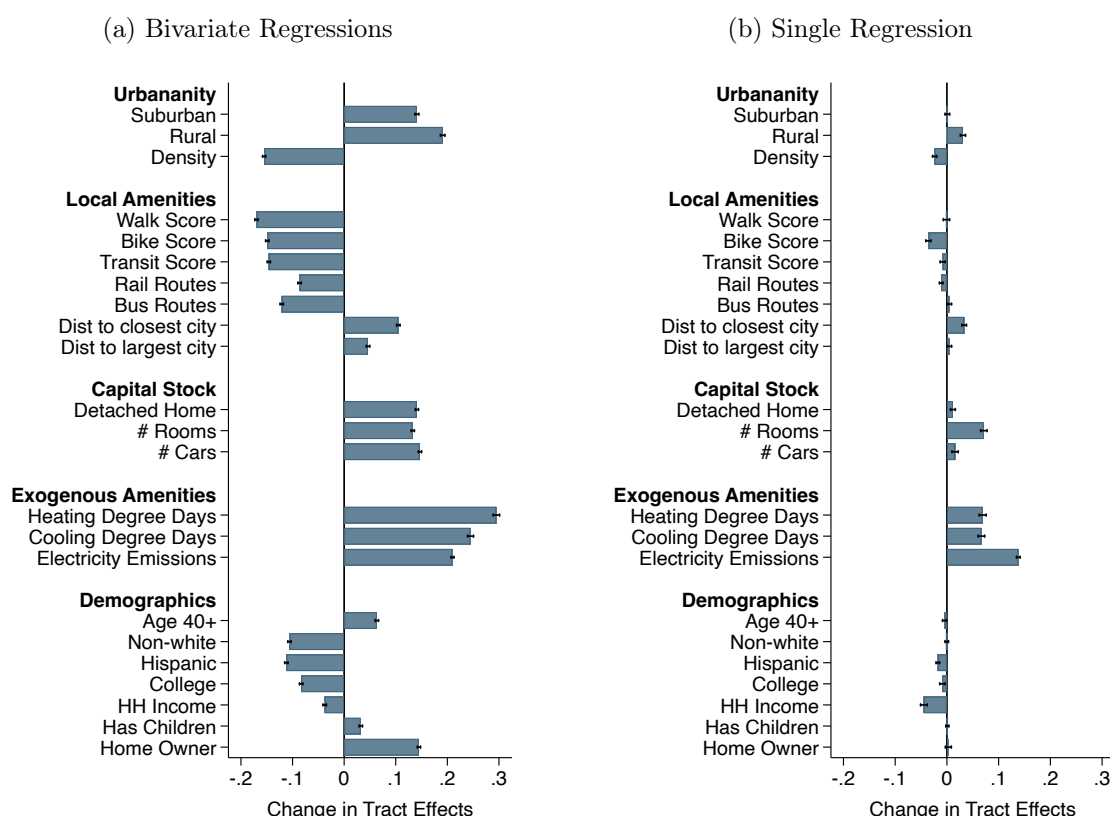 (a) Bivariate Regressions
Urbananity
Suburban
Rural
Density
Local Amenities
Walk Score
Bike Score
Transit Score
Rail Routes
Bus Routes
Dist to closest city
Dist to largest city
Capital Stock
Detached Home
# Rooms
# Cars
Exogenous Amenities
Heating Degree Days
Cooling Degree Days
Electricity Emissions
Demographics
Age 40+
Non-white
Hispanic
College
HH Income
Has Children
Home Owner
-.2 -.1 0 .1 .2 .3
Change in Tract Effects
(b) Single Regression
Urbananity
Suburban
Rural
Density
Local Amenities
Walk Score
Bike Score
Transit Score
Rail Routes
Bus Routes
Dist to closest city
Dist to largest city
Capital Stock
Detached Home
# Rooms
# Cars
Exogenous Amenities
Heating Degree Days
Cooling Degree Days
Electricity Emissions
Demographics
Age 40+
Non-white
Hispanic
College
HH Income
Has Children
Home Owner
-.2 -.1 0 .1 .2 .3
Change in Tract Effects